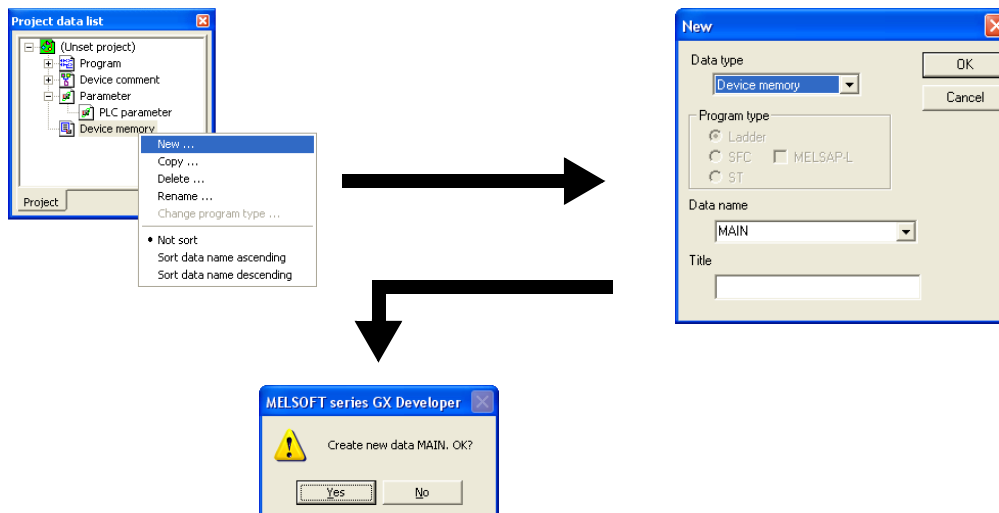 Project data list
(Unset project)
Program
Device comment
Parameter
PLC parameter
Device memory
Project
New ...
Copy ...
Delete ...
Rename ...
Change program type ...
• Not sort
Sort data name ascending
Sort data name descending
New
Data type
Device memory
OK
Cancel
Program type
Ladder
SFC MELSAP-L
ST
Data name
MAIN
Title
MELSOFT series GX Developer
Create new data MAIN. OK?
Yes No